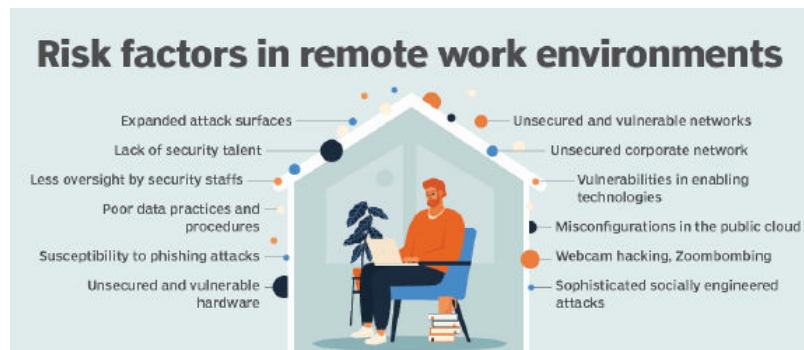 Risk factors in remote work environments
Expanded attack surfaces
Lack of security talent
Less oversight by security staffs
Poor data practices and
procedures
Susceptibility to phishing attacks
Unsecured and vulnerable
hardware
Unsecured and vulnerable networks
Unsecured corporate network
Vulnerabilities in enabling
technologies
Misconfigurations in the public cloud
Webcam hacking, Zoombombing
Sophisticated socially engineered
attacks